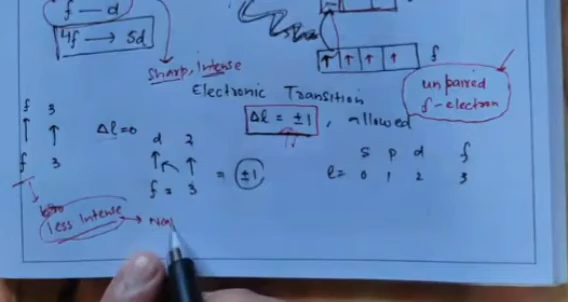 f — d
4f → 5d
sharp, intense
↑ ↑ ↑ ↑ f
unpaired
f-electron
Electronic Transition
Δl = ±1, allowed
f 3
↑ ↑
f 3
Δl=0
d 2
f = 3 = ±1
s p d f
l= 0 1 2 3
less intense →